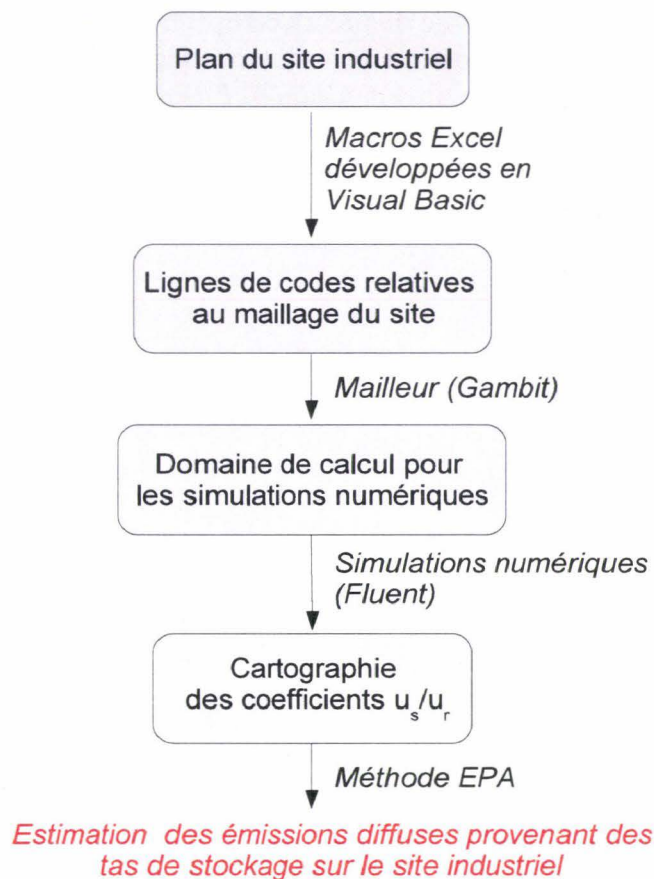 Plan du site industriel
Macros Excel
développées en
Visual Basic
Lignes de codes relatives
au maillage du site
Mailleur (Gambit)
Domaine de calcul pour
les simulations numériques
Simulations numériques
(Fluent)
Cartographie
des coefficients u_s/u_r
Méthode EPA
Estimation des émissions diffuses provenant des
tas de stockage sur le site industriel